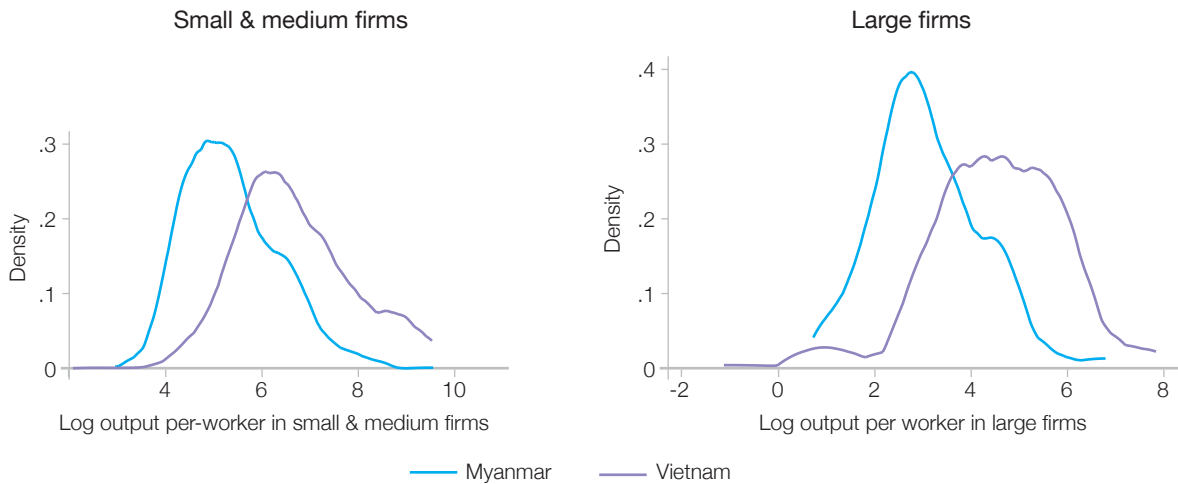 Small & medium firms
.3
.2
.1
0
Density
4 6 8 10
Log output per-worker in small & medium firms
Large firms
.4
.3
.2
.1
0
Density
-2 0 2 4 6 8
Log output per worker in large firms
Myanmar Vietnam